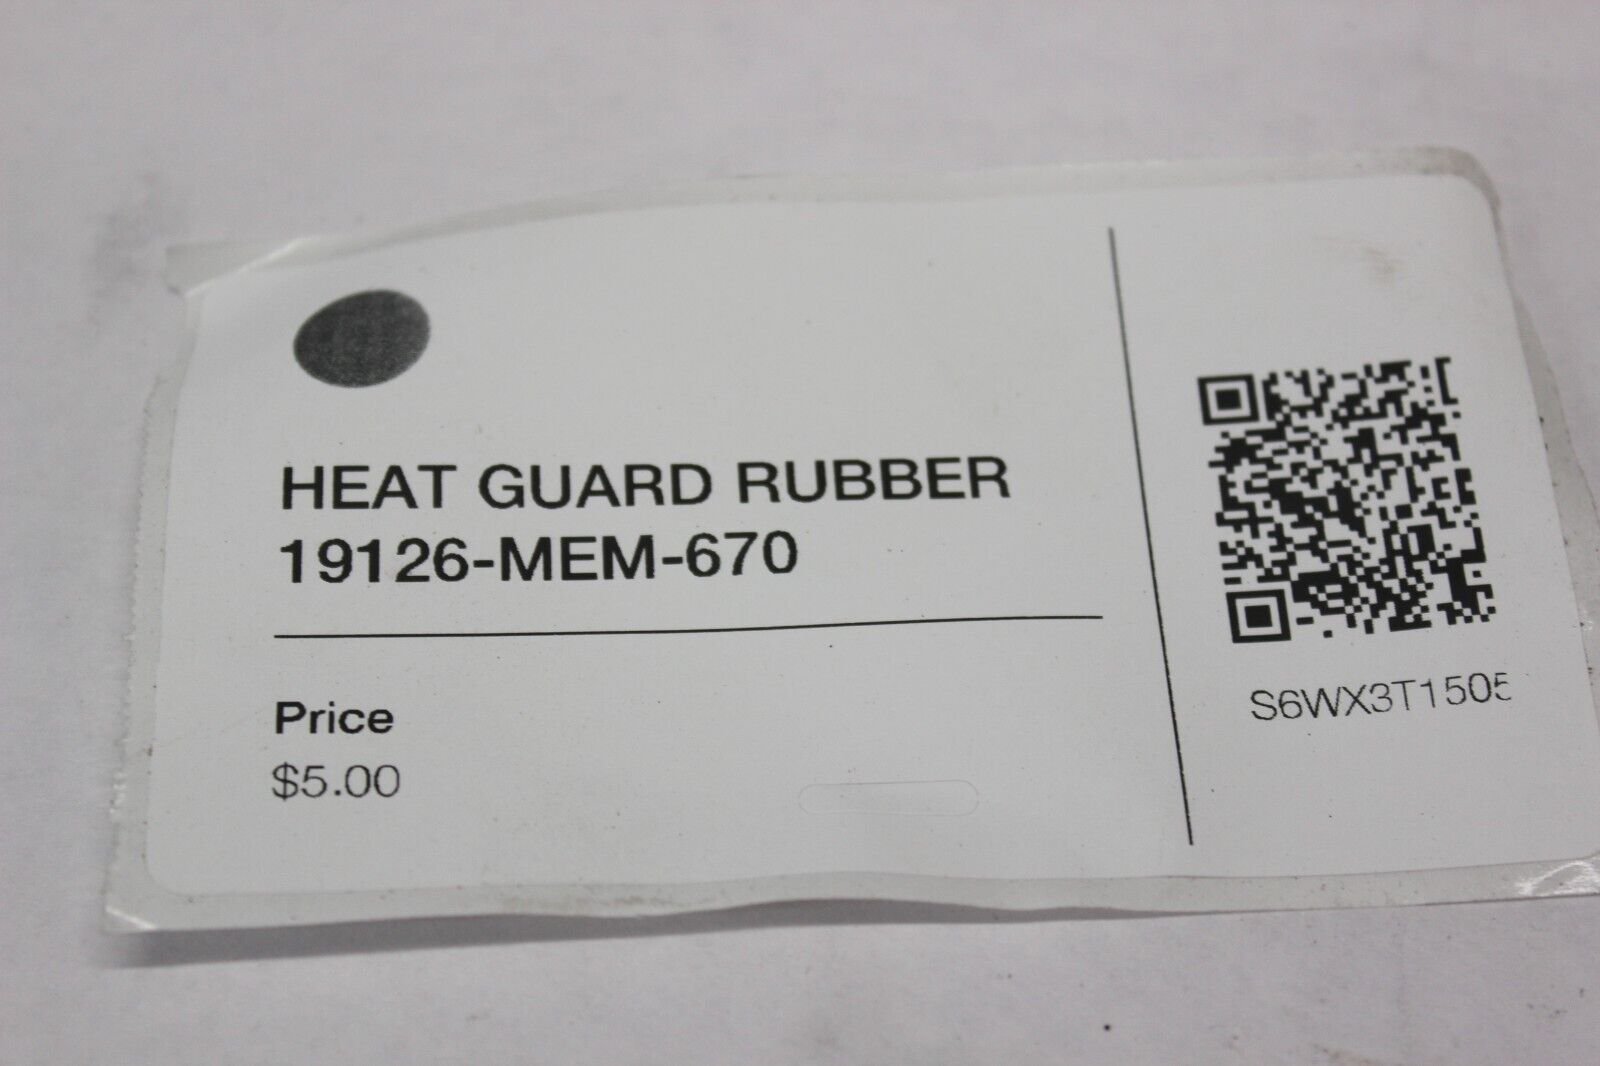 HEAT GUARD RUBBER
19126-MEM-670
Price
$5.00
S6WX3T1505